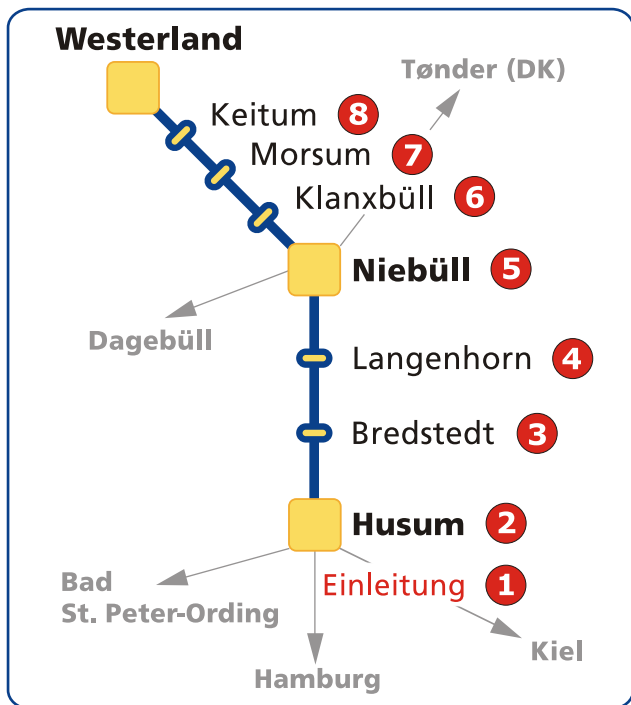 Westerland
Tønder (DK)
Keitum 8
Morsum 7
Klanxbüll 6
Niebüll 5
Dagebüll
Langenhorn 4
Bredstedt 3
Husum 2
Einleitung 1
Bad
St. Peter-Ording
Kiel
Hamburg